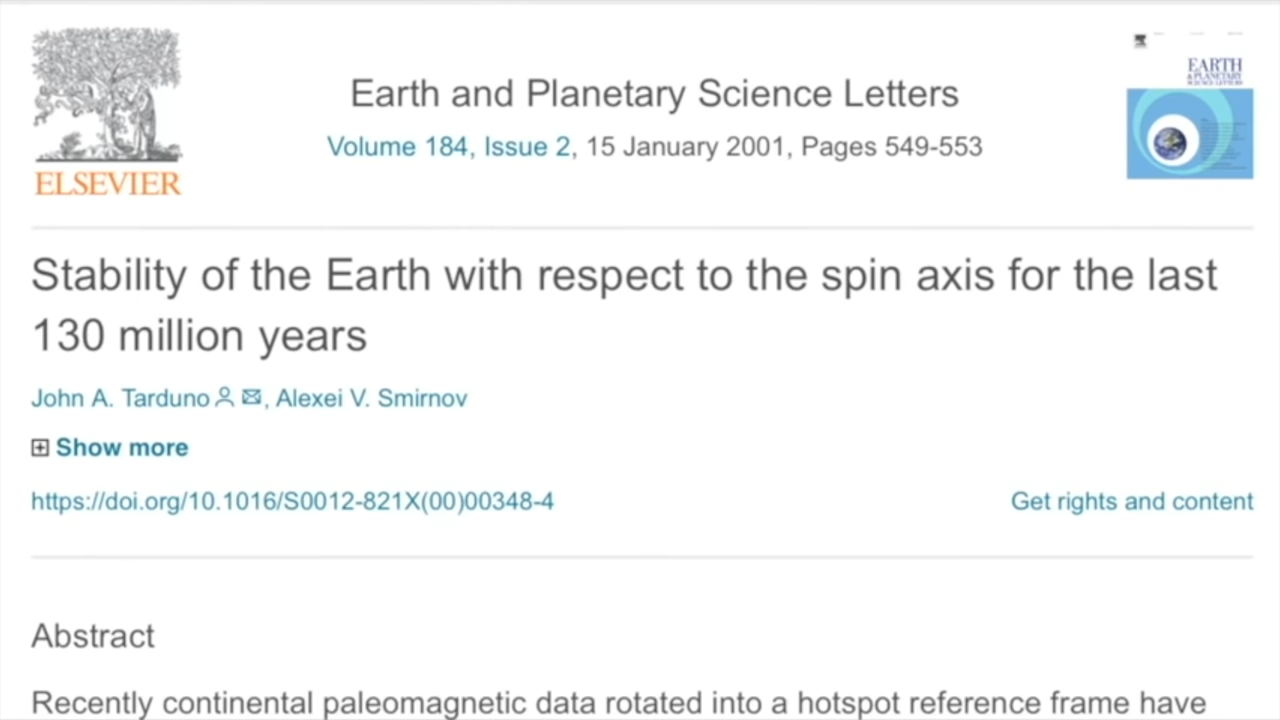 Earth and Planetary Science Letters
Volume 184, Issue 2, 15 January 2001, Pages 549-553
ELSEVIER
EARTH
& PLANETARY
SCIENCE LETTERS
Stability of the Earth with respect to the spin axis for the last
130 million years
John A. Tarduno, Alexei V. Smirnov
Show more
https://doi.org/10.1016/S0012-821X(00)00348-4
Get rights and content
Abstract
Recently continental paleomagnetic data rotated into a hotspot reference frame have